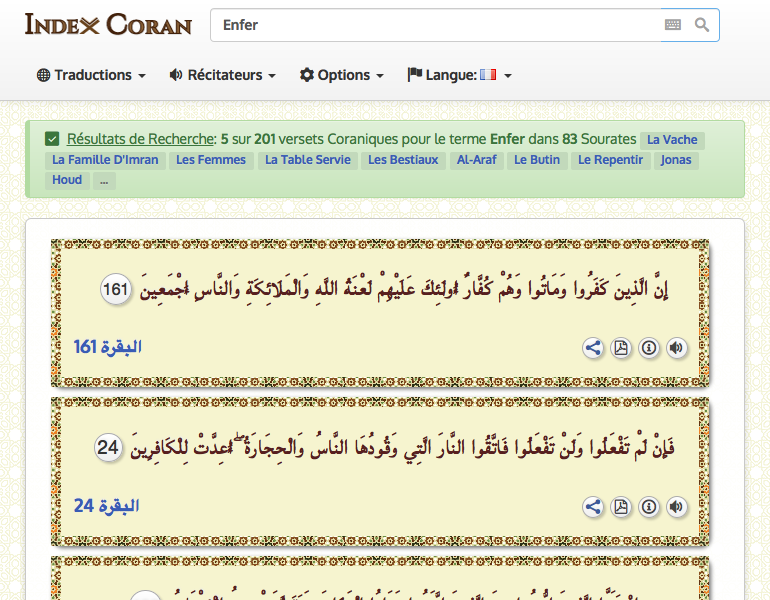 INDEX CORAN
Enfer
Traductions
Récitateurs
Options
Langue:
Résultats de Recherche: 5 sur 201 versets Coraniques pour le terme Enfer dans 83 Sourates La Vache
La Famille D'Imran Les Femmes La Table Servie Les Bestiaux Al-Araf Le Butin Le Repentir Jonas
Houd ...
إِنَّ الَّذِينَ كَفَرُوا وَمَاتُوا وَهُمْ كُفَّارٌ أُولَئِكَ عَلَيْهِمْ لَعْنَةُ اللَّهِ وَالْمَلَائِكَةِ وَالنَّاسِ أَجْمَعِينَ 161
البقرة 161
فَإِنْ لَمْ تَفْعَلُوا وَلَنْ تَفْعَلُوا فَاتَّقُوا النَّارَ الَّتِي وَقُودُهَا النَّاسُ وَالْحِجَارَةُ ۖ أُعِدَّتْ لِلْكَافِرِينَ 24
البقرة 24